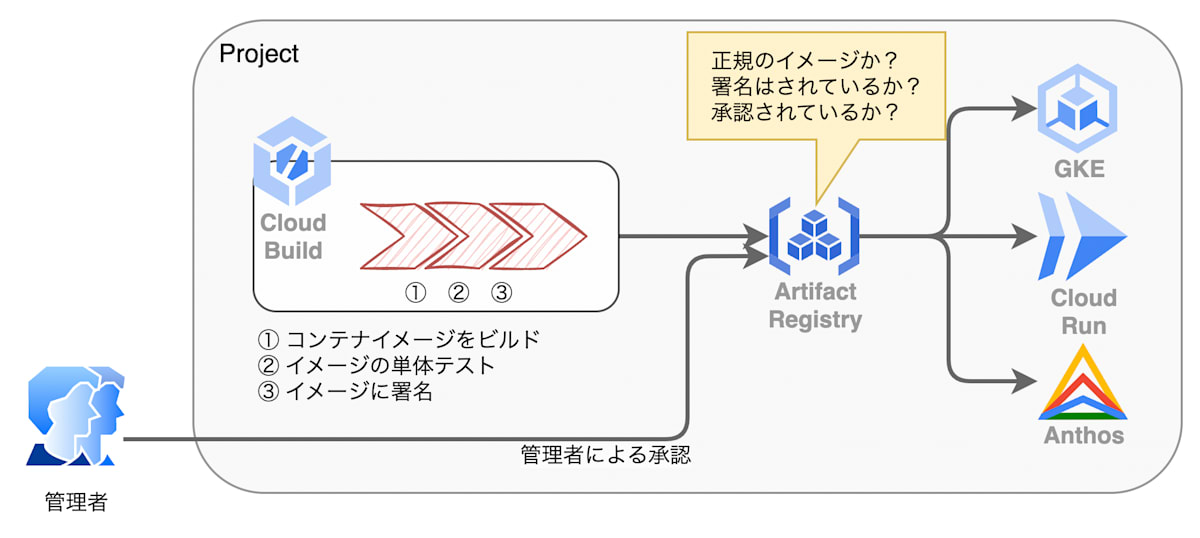 Project
正規のイメージか？
署名はされているか？
承認されているか？
Cloud
Build
① ② ③
① コンテナイメージをビルド
② イメージの単体テスト
③ イメージに署名
Artifact
Registry
GKE
Cloud
Run
Anthos
管理者による承認
管理者